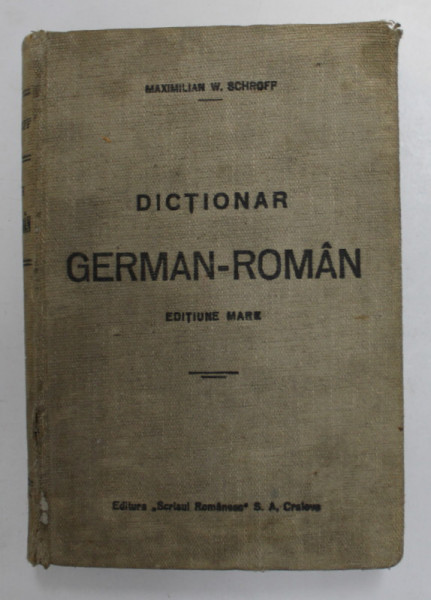 MAXIMILIAN W. SCHROFF
DICȚIONAR
GERMAN-ROMÂN
EDIȚIUNE MARE
Editura „Scrisul Românesc" S. A. Craiova